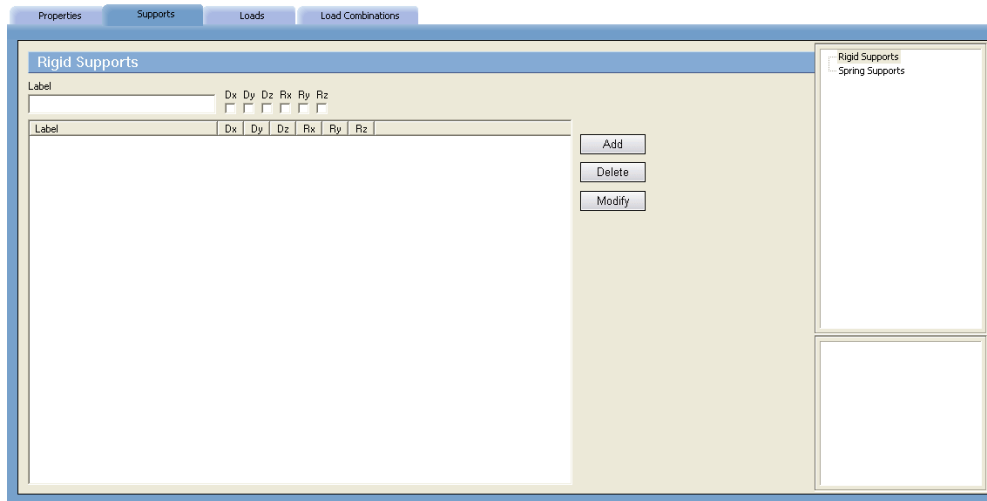 Properties Supports Loads Load Combinations
Rigid Supports
Label
Dx Dy Dz Rx Ry Rz
Label Dx Dy Dz Rx Ry Rz
Add
Delete
Modify
Rigid Supports
Spring Supports